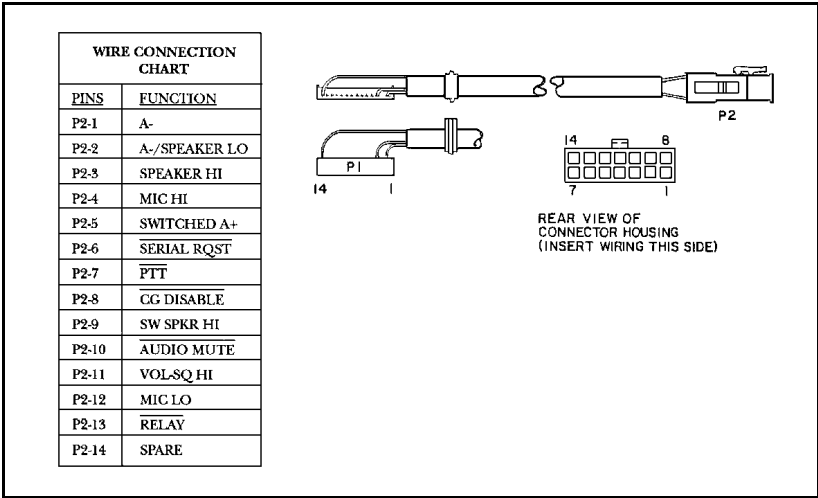 WIRE CONNECTION
CHART
PINS FUNCTION
P2-1 A-
P2-2 A-/SPEAKER LO
P2-3 SPEAKER HI
P2-4 MIC HI
P2-5 SWITCHED A+
P2-6 SERIAL RQST
P2-7 PTT
P2-8 CG DISABLE
P2-9 SW SPKR HI
P2-10 AUDIO MUTE
P2-11 VOL-SQ HI
P2-12 MIC LO
P2-13 RELAY
P2-14 SPARE
P2
P1
14 1
14 8
7 1
REAR VIEW OF
CONNECTOR HOUSING
(INSERT WIRING THIS SIDE)